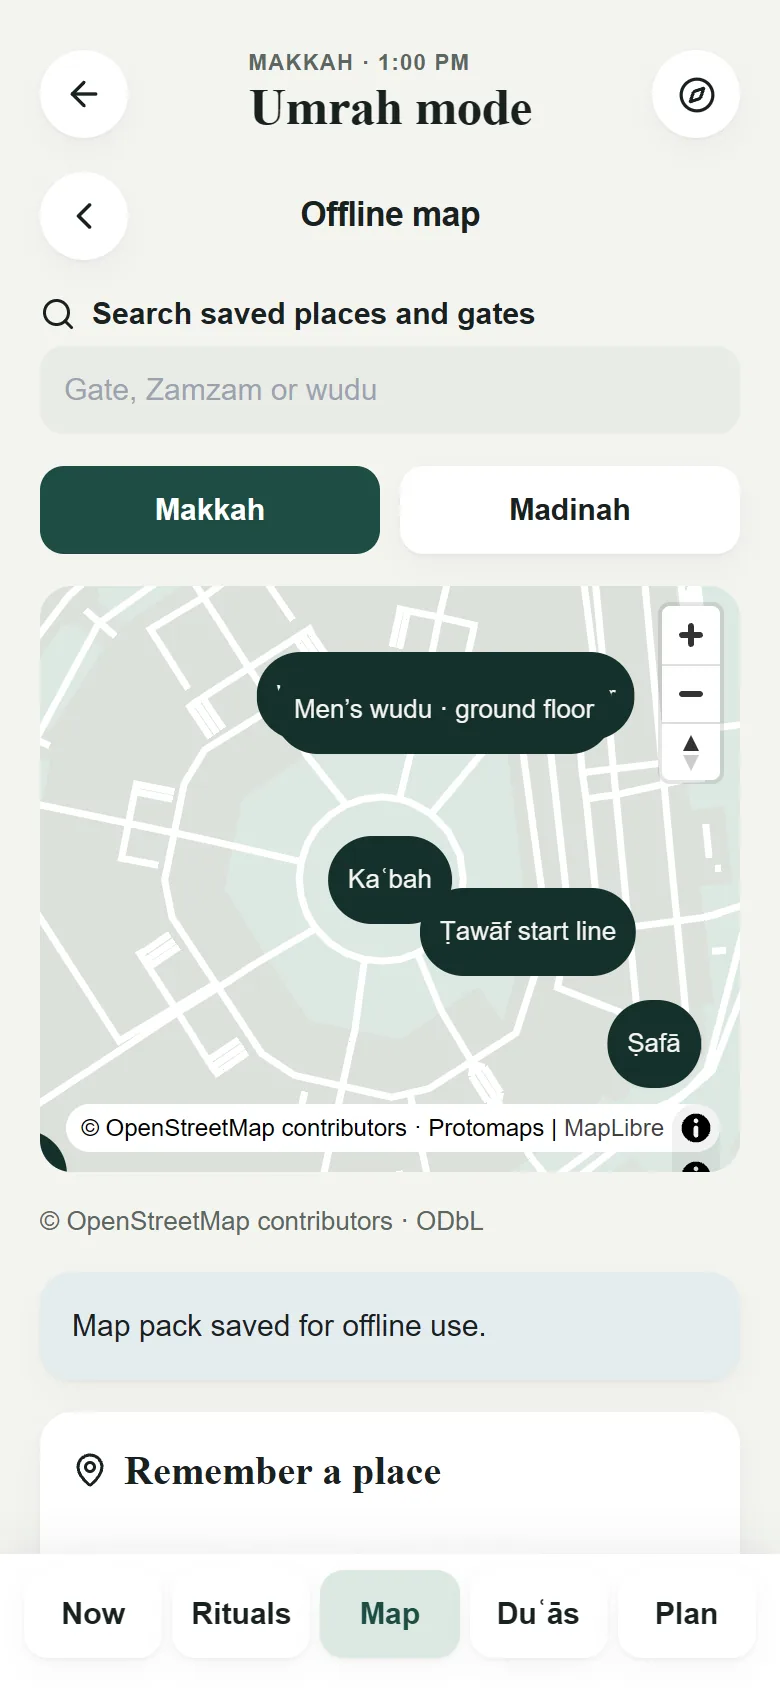 MAKKAH · 1:00 PM
Umrah mode
Offline map
Search saved places and gates
Gate, Zamzam or wudu
Makkah
Madinah
Men’s wudu · ground floor
Kaʿbah
Ṭawāf start line
Ṣafā
© OpenStreetMap contributors · Protomaps | MapLibre
© OpenStreetMap contributors · ODbL
Map pack saved for offline use.
Remember a place
Now
Rituals
Map
Duʿās
Plan